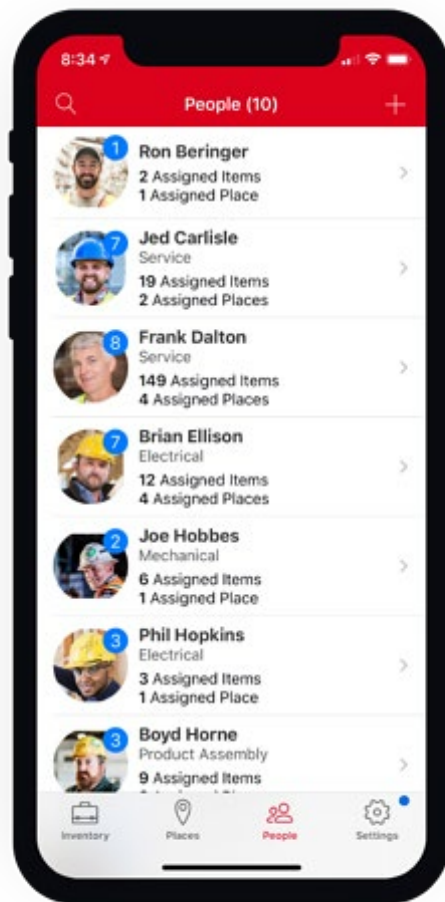 8:34
People (10)
1
Ron Beringer
2 Assigned Items
1 Assigned Place
7
Jed Carlisle
Service
19 Assigned Items
2 Assigned Places
8
Frank Dalton
Service
149 Assigned Items
4 Assigned Places
7
Brian Ellison
Electrical
12 Assigned Items
4 Assigned Places
2
Joe Hobbes
Mechanical
6 Assigned Items
1 Assigned Place
3
Phil Hopkins
Electrical
3 Assigned Items
1 Assigned Place
3
Boyd Horne
Product Assembly
9 Assigned Items
Inventory
Places
People
Settings